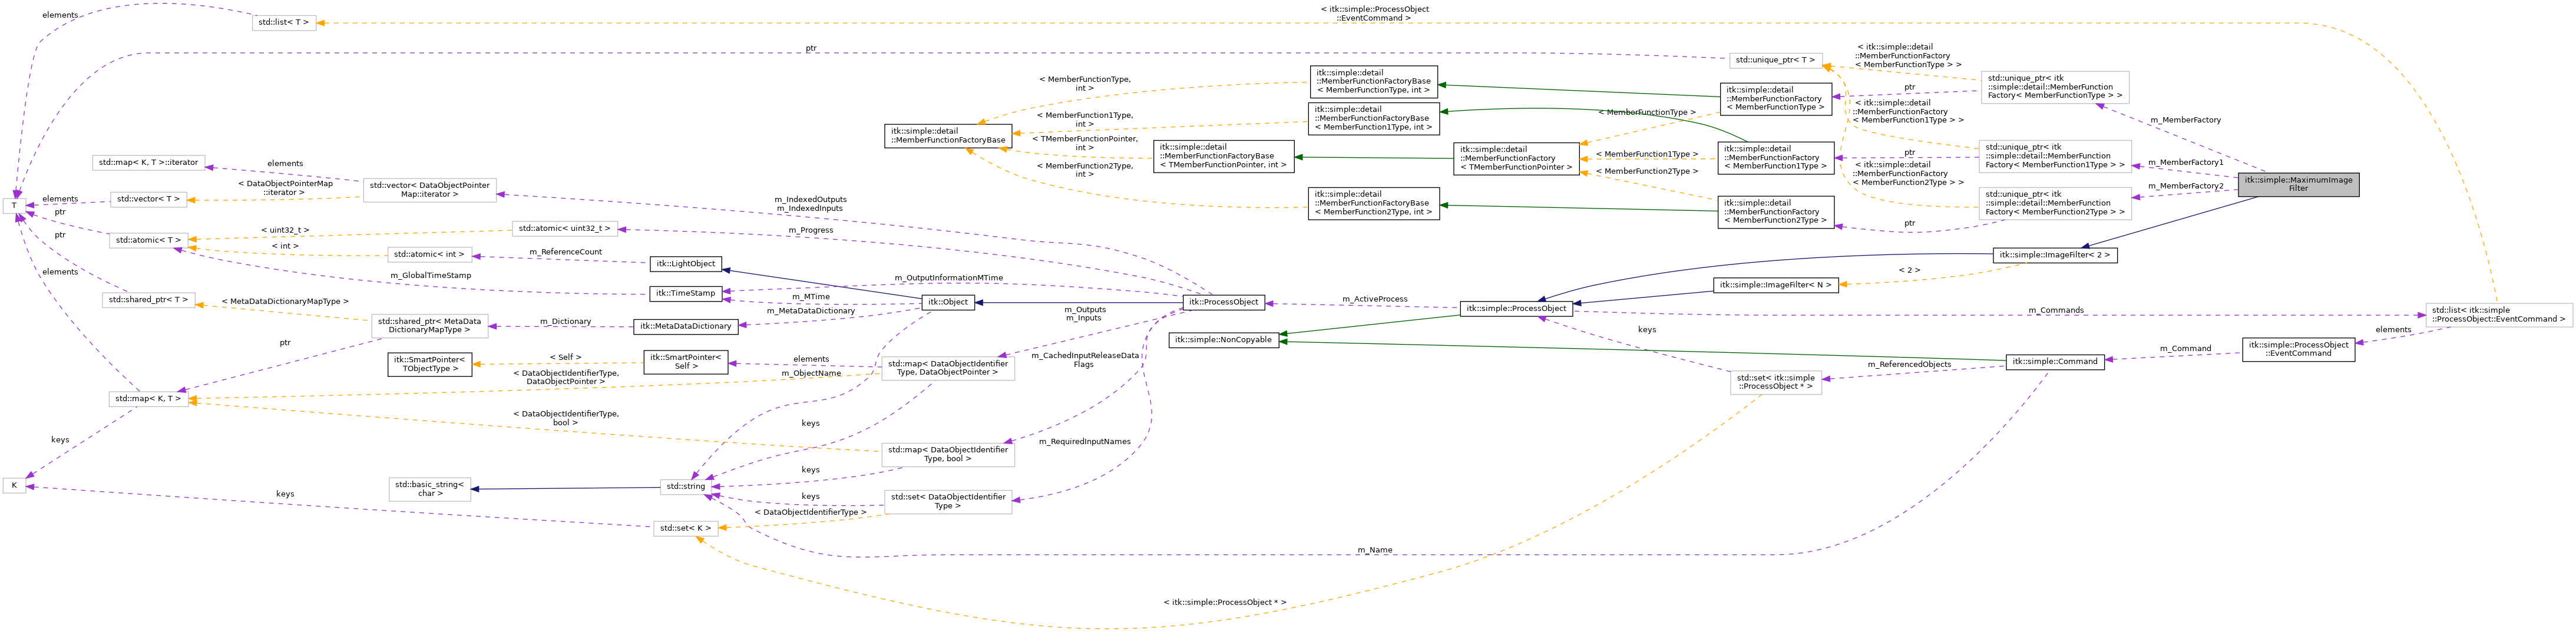 elements
std::list< T >
< itk::simple::ProcessObject
::EventCommand >
ptr
std::unique_ptr< T >
< itk::simple::detail
::MemberFunctionFactory
< MemberFunctionType > >
std::unique_ptr< itk
::simple::detail::MemberFunction
Factory< MemberFunctionType > >
ptr
itk::simple::detail
::MemberFunctionFactory
< MemberFunctionType >
itk::simple::detail
::MemberFunctionFactoryBase
< MemberFunctionType, int >
< MemberFunctionType,
int >
itk::simple::detail
::MemberFunctionFactoryBase
< MemberFunction1Type, int >
< MemberFunction1Type,
int >
itk::simple::detail
::MemberFunctionFactoryBase
< TMemberFunctionPointer,
int >
itk::simple::detail
::MemberFunctionFactoryBase
< TMemberFunctionPointer, int >
< MemberFunction2Type,
int >
itk::simple::detail
::MemberFunctionFactoryBase
< MemberFunction2Type, int >
itk::simple::detail
::MemberFunctionFactory
< TMemberFunctionPointer >
< MemberFunctionType >
< MemberFunction1Type >
< MemberFunction2Type >
itk::simple::detail
::MemberFunctionFactory
< MemberFunction1Type >
itk::simple::detail
::MemberFunctionFactory
< MemberFunction2Type >
ptr
ptr
< itk::simple::detail
::MemberFunctionFactory
< MemberFunction1Type > >
< itk::simple::detail
::MemberFunctionFactory
< MemberFunction2Type > >
std::unique_ptr< itk
::simple::detail::MemberFunction
Factory< MemberFunction1Type > >
std::unique_ptr< itk
::simple::detail::MemberFunction
Factory< MemberFunction2Type > >
m_MemberFactory
m_MemberFactory1
m_MemberFactory2
itk::simple::MaximumImage
Filter
std::map< K, T >::iterator
elements
std::vector< DataObjectPointer
Map::iterator >
< DataObjectPointerMap
::iterator >
std::vector< T >
elements
T
ptr
std::atomic< T >
< uint32_t >
std::atomic< uint32_t >
< int >
std::atomic< int >
m_IndexedOutputs
m_IndexedInputs
m_Progress
m_ReferenceCount
itk::LightObject
m_GlobalTimeStamp
itk::TimeStamp
m_OutputInformationMTime
m_MTime
m_MetaDataDictionary
itk::Object
itk::ProcessObject
m_ActiveProcess
itk::simple::ProcessObject
itk::simple::ImageFilter< 2 >
< 2 >
itk::simple::ImageFilter< N >
m_Commands
std::list< itk::simple
::ProcessObject::EventCommand >
elements
itk::simple::ProcessObject
::EventCommand
m_Command
itk::simple::Command
m_ReferencedObjects
std::set< itk::simple
::ProcessObject * >
keys
itk::simple::NonCopyable
ptr
elements
std::shared_ptr< T >
< MetaDataDictionaryMapType >
std::shared_ptr< MetaData
DictionaryMapType >
m_Dictionary
itk::MetaDataDictionary
ptr
itk::SmartPointer<
TObjectType >
< Self >
itk::SmartPointer<
Self >
elements
std::map< DataObjectIdentifier
Type, DataObjectPointer >
m_Outputs
m_Inputs
m_CachedInputReleaseData
Flags
m_ObjectName
< DataObjectIdentifierType,
DataObjectPointer >
std::map< K, T >
< DataObjectIdentifierType,
bool >
keys
keys
std::map< DataObjectIdentifier
Type, bool >
m_RequiredInputNames
keys
K
keys
std::basic_string<
char >
std::string
keys
std::set< DataObjectIdentifier
Type >
< DataObjectIdentifierType >
std::set< K >
m_Name
< itk::simple::ProcessObject * >